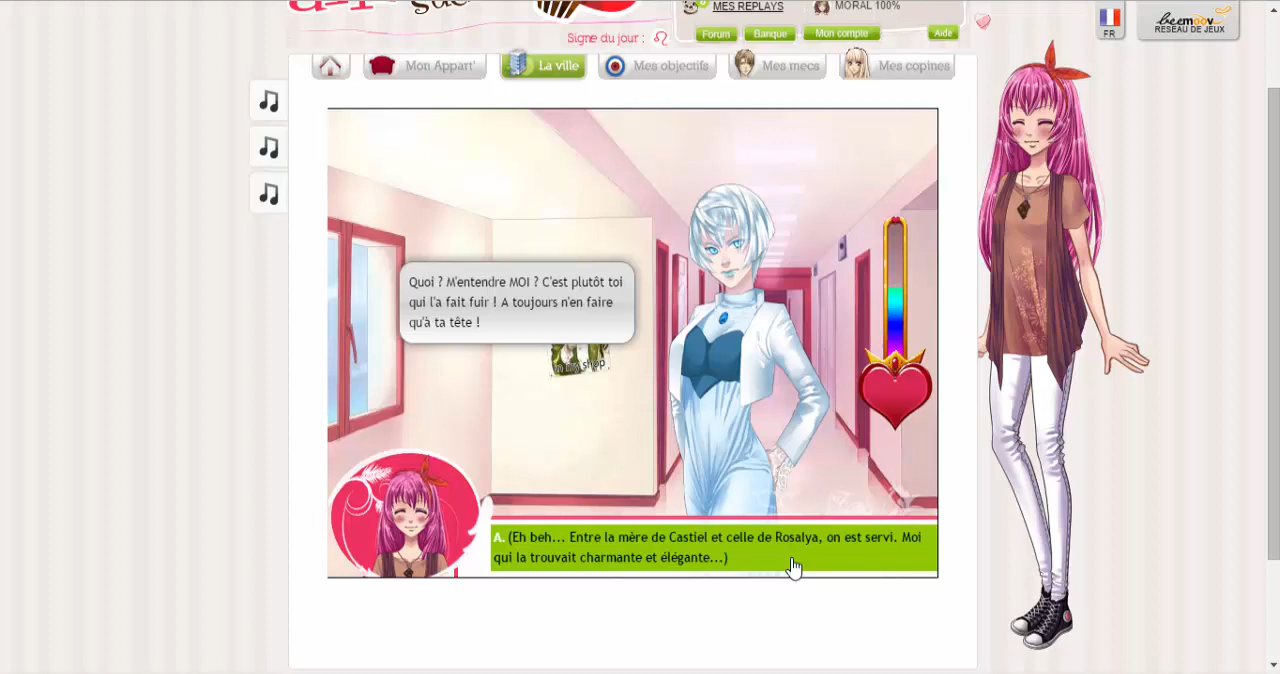 MES REPLAYS
MORAL 100%
Signe du jour :
Forum
Banque
Mon compte
Aide
FR
beemoov
RESEAU DE JEUX
Mon Appart'
La ville
Mes objectifs
Mes mecs
Mes copines
Quoi ? M'entendre MOI ? C'est plutôt toi
qui l'a fait fuir ! A toujours n'en faire
qu'à ta tête !
shop
A. (Eh beh... Entre la mère de Castiel et celle de Rosalya, on est servi. Moi
qui la trouvait charmante et élégante...)